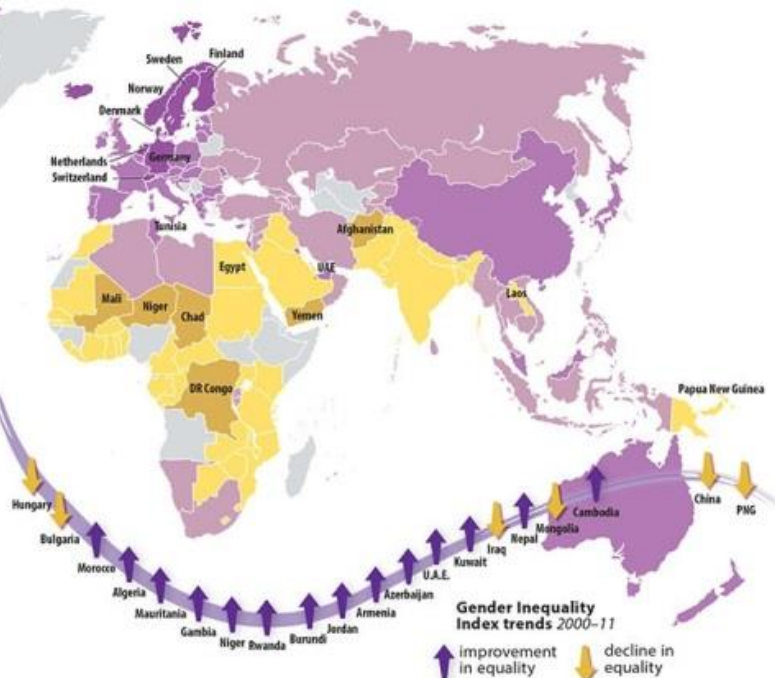 Finland
Sweden
Norway
Denmark
Netherlands
Germany
Switzerland
Tunisia
Afghanistan
Egypt
UAE
Laos
Mali
Niger
Chad
Yemen
DR Congo
Papua New Guinea
Hungary
Bulgaria
Morocco
Algeria
Mauritania
Gambia
Niger
Rwanda
Burundi
Jordan
Armenia
Azerbaijan
U.A.E.
Kuwait
Iraq
Nepal
Mongolia
Cambodia
China
PNG
Gender Inequality
Index trends 2000–11
improvement
in equality
decline in
equality